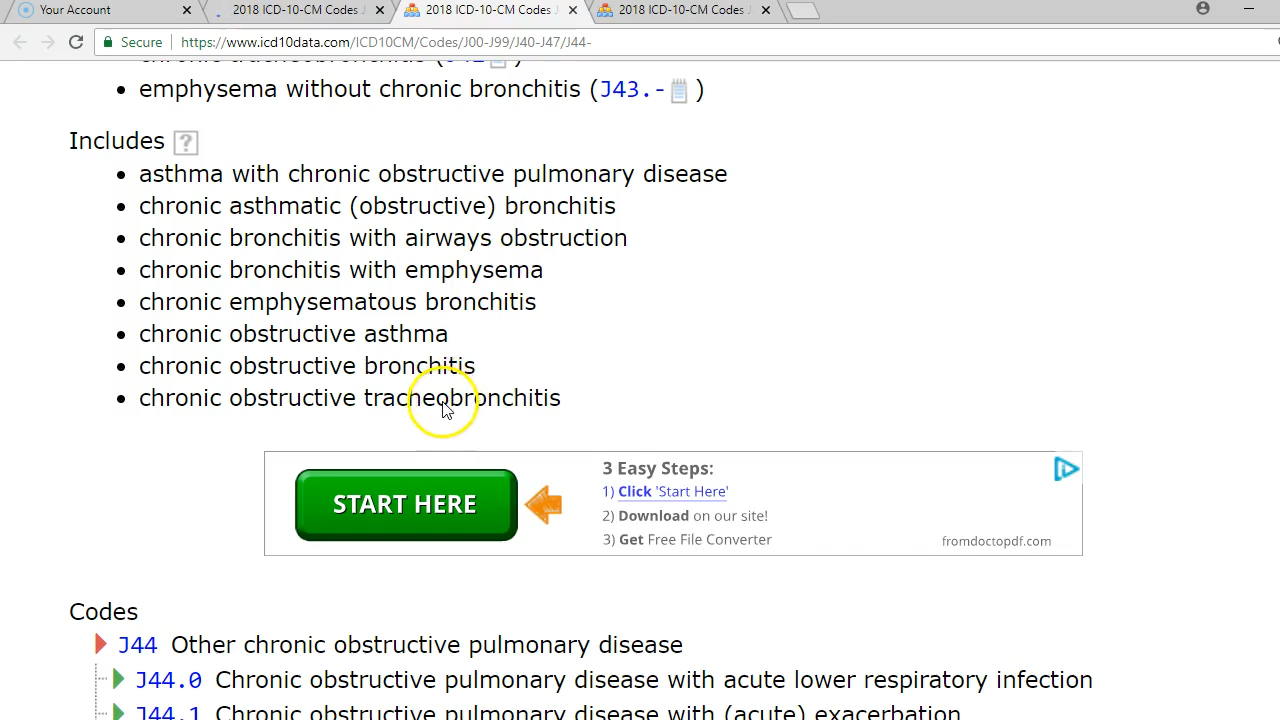 Your Account
2018 ICD-10-CM Codes
2018 ICD-10-CM Codes
2018 ICD-10-CM Codes
Secure https://www.icd10data.com/ICD10CM/Codes/J00-J99/J40-J47/J44-
chronic tracheobronchitis (J42)
• emphysema without chronic bronchitis (J43.-)
Includes ?
• asthma with chronic obstructive pulmonary disease
• chronic asthmatic (obstructive) bronchitis
• chronic bronchitis with airways obstruction
• chronic bronchitis with emphysema
• chronic emphysematous bronchitis
• chronic obstructive asthma
• chronic obstructive bronchitis
• chronic obstructive tracheobronchitis
START HERE
3 Easy Steps:
1) Click 'Start Here'
2) Download on our site!
3) Get Free File Converter
fromdoctopdf.com
Codes
J44 Other chronic obstructive pulmonary disease
J44.0 Chronic obstructive pulmonary disease with acute lower respiratory infection
J44.1 Chronic obstructive pulmonary disease with (acute) exacerbation